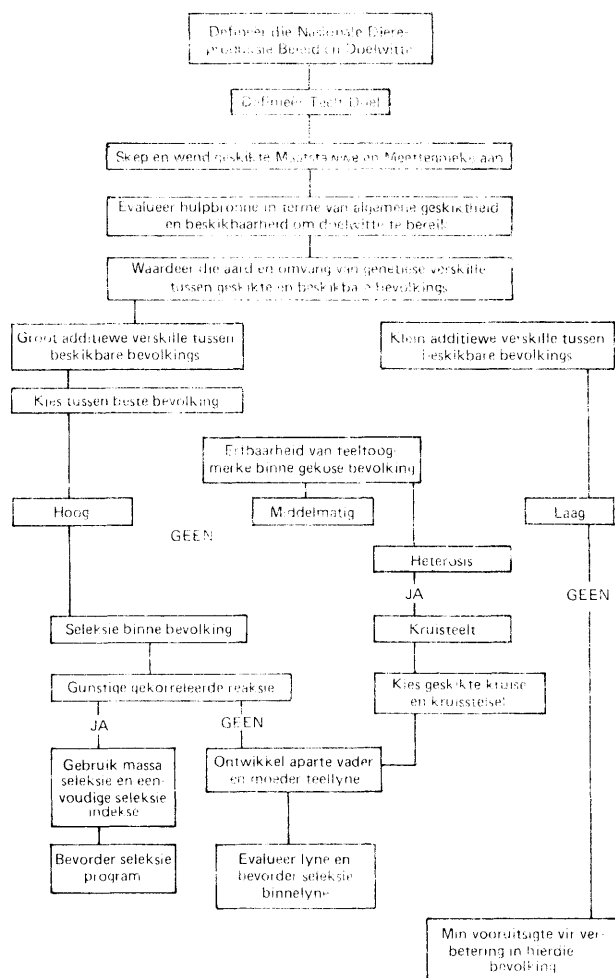 Definieer die Nasionale Diere-
produksie Beleid en Doelwitte
Definieer Teelt Doel
Skep en wend geskikte Maatstawwe en Meettegnieke aan
Evalueer hulpbronne in terme van algemene geskiktheid
en beskikbaarheid om doelwitte te bereik
Waardeer die aard en omvang van genetiese verskille
tussen geskikte en beskikbare bevolkings
Groot additiewe verskille tussen
beskikbare bevolkings
Klein additiewe verskille tussen
beskikbare bevolkings
Kies tussen beste bevolking
Erfbaarheid van teeltoog-
merke binne gekose bevolking
Hoog
Middelmatig
Laag
GEEN
Heterosis
JA
GEEN
Seleksie binne bevolking
Kruisteelt
Gunstige gekorreleerde reaksie
Kies geskikte kruise
en kruisstelsel
JA
GEEN
Gebruik massa
seleksie en een-
voudige seleksie
indekse
Ontwikkel aparte vader
en moeder teellyne
Bevorder seleksie
program
Evalueer lyne en
bevorder seleksie
binnelyne
Min vooruitsigte vir ver-
betering in hierdie
bevolking